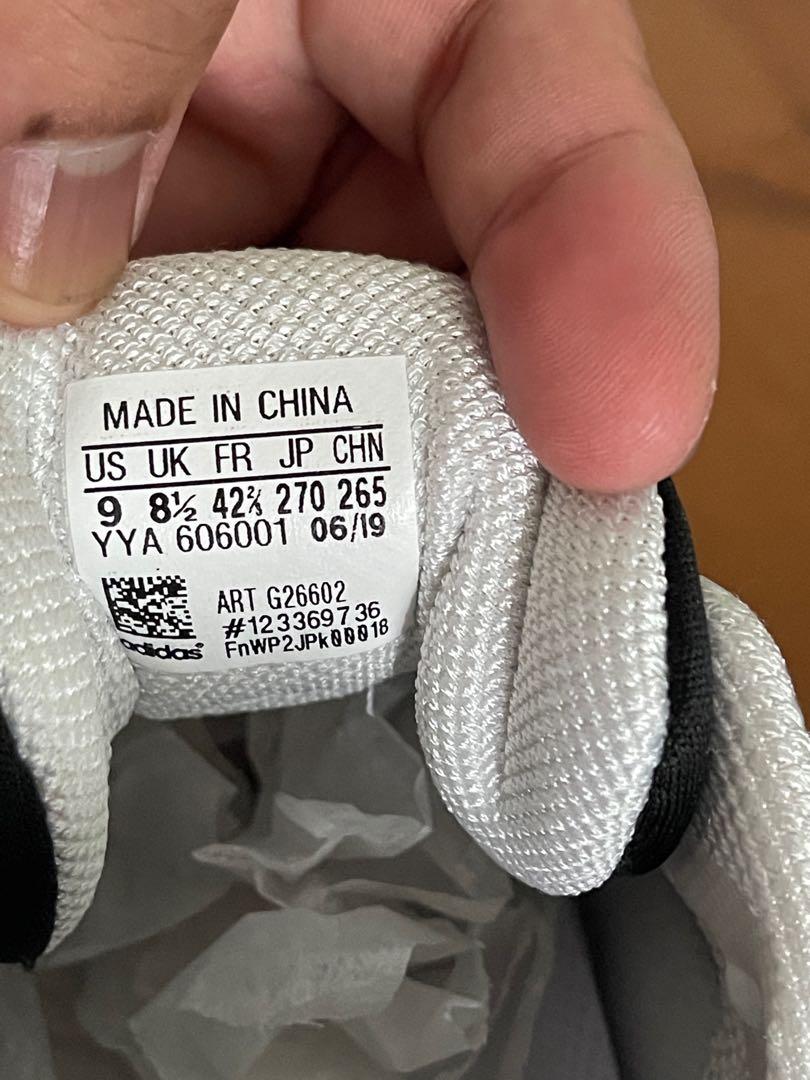 MADE IN CHINA
US UK FR JP CHN
9 8½ 42⅔ 270 265
YYA 606001 06/19
ART G26602
#123369736
FnWP2JPk00018
adidas